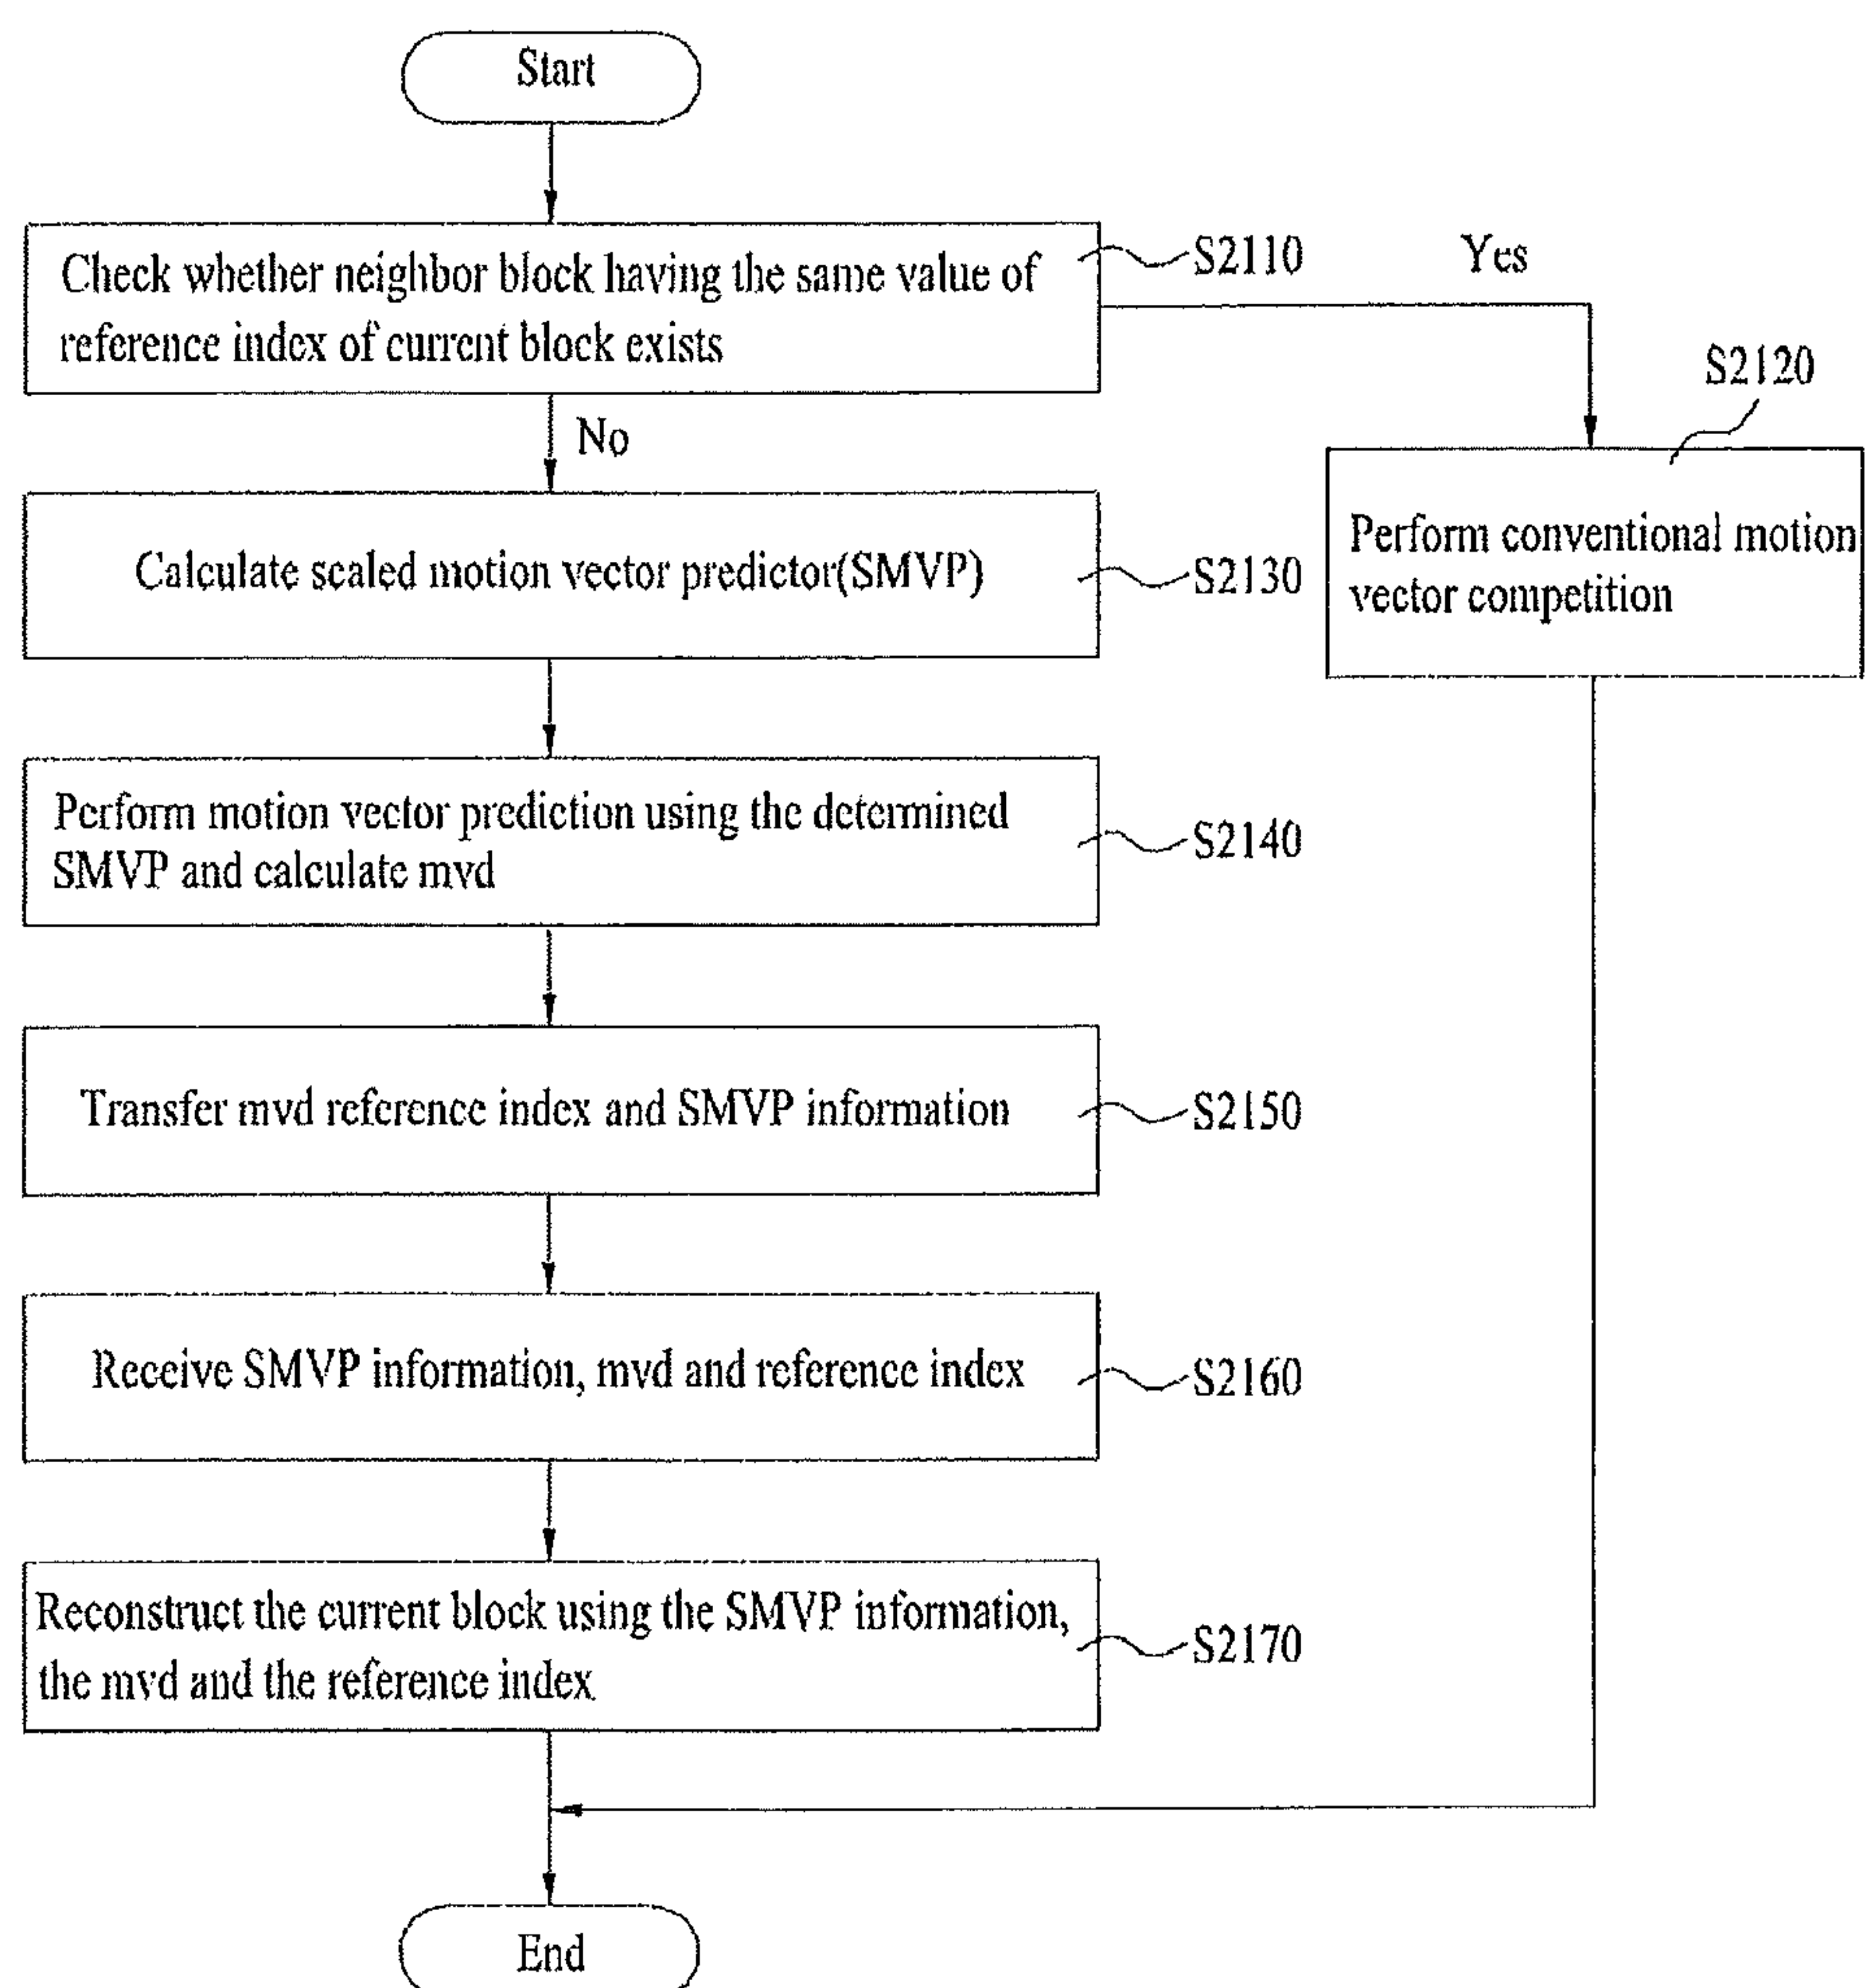 Start
Check whether neighbor block having the same value of
reference index of current block exists
S2110
Yes
No
S2120
Perform conventional motion
vector competition
Calculate scaled motion vector predictor(SMVP)
S2130
Perform motion vector prediction using the determined
SMVP and calculate mvd
S2140
Transfer mvd reference index and SMVP information
S2150
Receive SMVP information, mvd and reference index
S2160
Reconstruct the current block using the SMVP information,
the mvd and the reference index
S2170
End